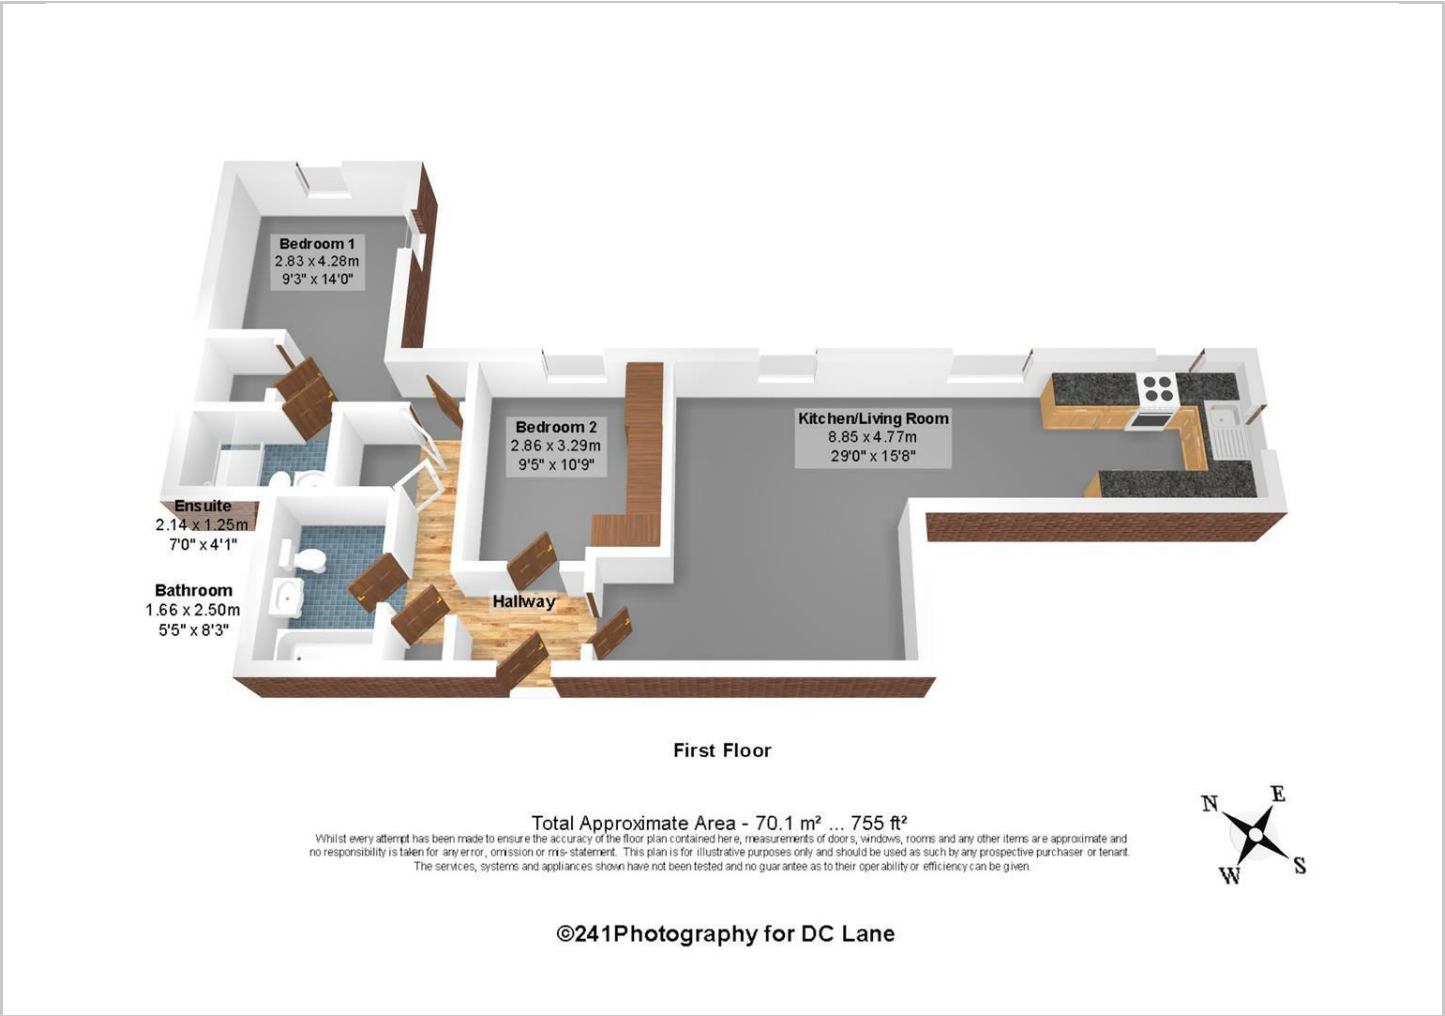 Bedroom 1
2.83 x 4.28m
9'3" x 14'0"
Bedroom 2
2.86 x 3.29m
9'5" x 10'9"
Kitchen/Living Room
8.85 x 4.77m
29'0" x 15'8"
Ensuite
2.14 x 1.25m
7'0" x 4'1"
Bathroom
1.66 x 2.50m
5'5" x 8'3"
Hallway
First Floor
N
E
W
S
Total Approximate Area - 70.1 m² ... 755 ft²
Whilst every attempt has been made to ensure the accuracy of the floor plan contained here, measurements of doors, windows, rooms and any other items are approximate and
no responsibility is taken for any error, omission or mis- statement. This plan is for illustrative purposes only and should be used as such by any prospective purchaser or tenant.
The services, systems and appliances shown have not been tested and no guarantee as to their operability or efficiency can be given.
©241Photography for DC Lane